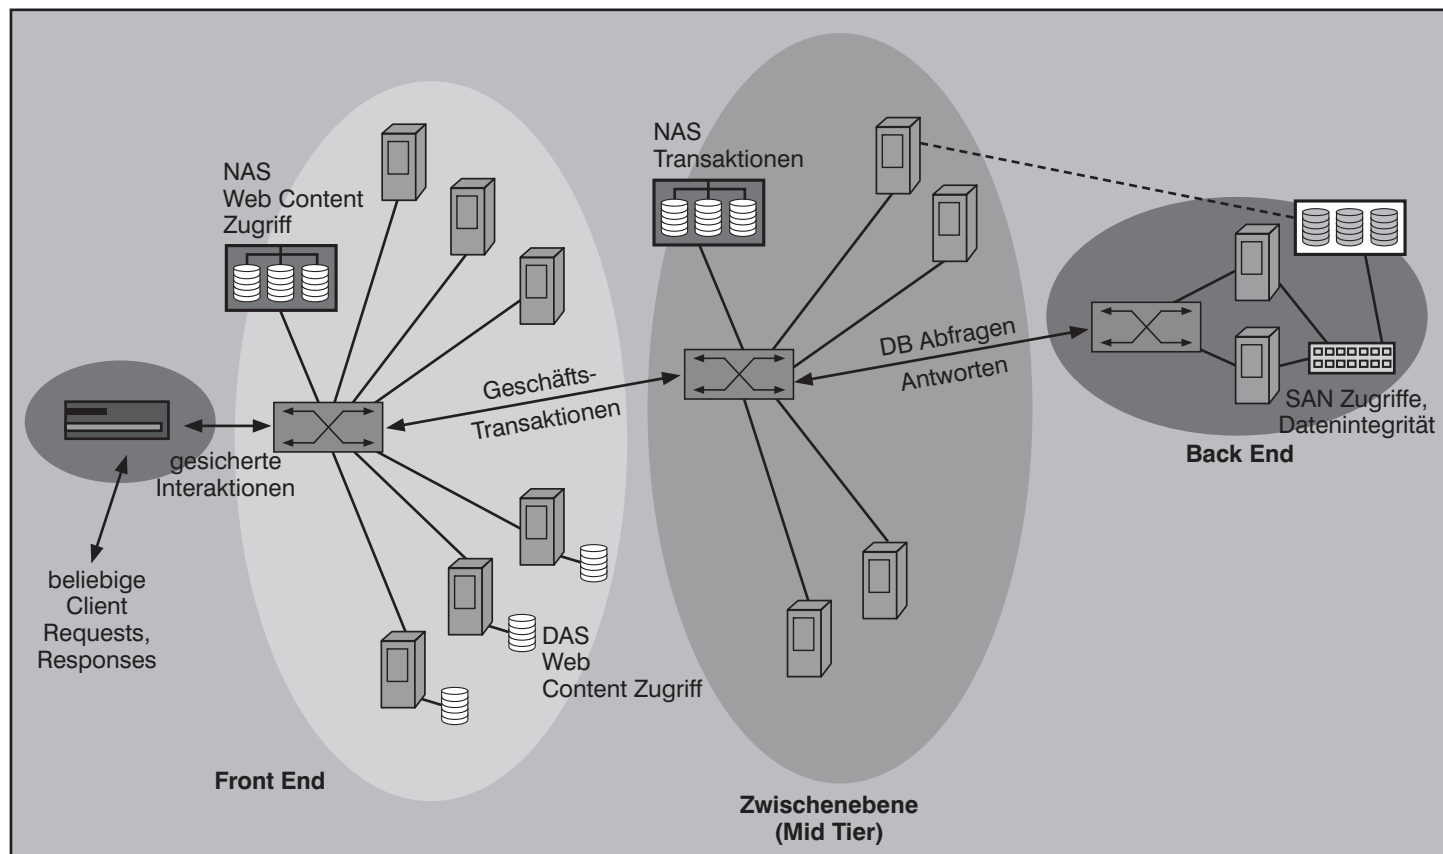 NAS
Web Content
Zugriff
NAS
Transaktionen
gesicherte
Interaktionen
beliebige
Client
Requests,
Responses
Geschäfts-
Transaktionen
DB Abfragen
Antworten
SAN Zugriffe,
Datenintegrität
Back End
DAS
Web
Content Zugriff
Front End
Zwischenebene
(Mid Tier)